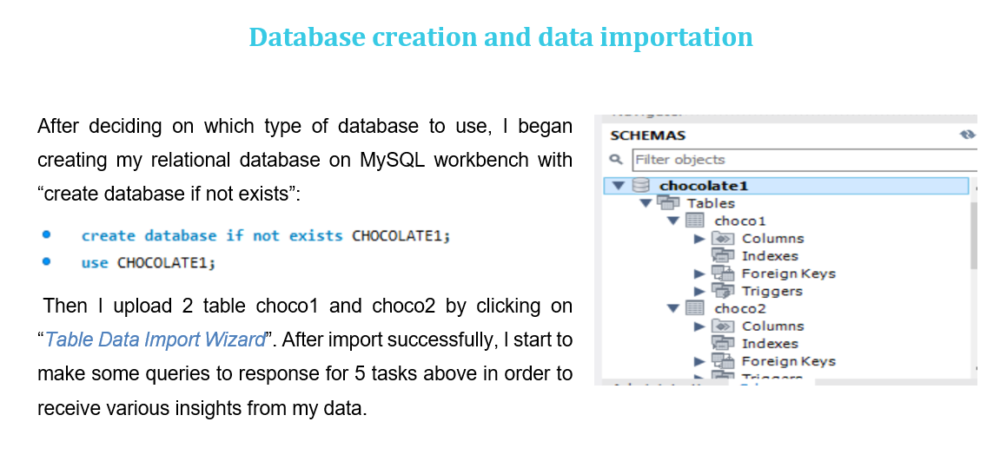 Database creation and data importation
After deciding on which type of database to use, I began
creating my relational database on MySQL workbench with
“create database if not exists”:
create database if not exists CHOCOLATE1;
use CHOCOLATE1;
Then I upload 2 table choco1 and choco2 by clicking on
“Table Data Import Wizard”. After import successfully, I start to
make some queries to response for 5 tasks above in order to
receive various insights from my data.
SCHEMAS
Filter objects
chocolate1
Tables
choco1
Columns
Indexes
Foreign Keys
Triggers
choco2
Columns
Indexes
Foreign Keys
Triggers